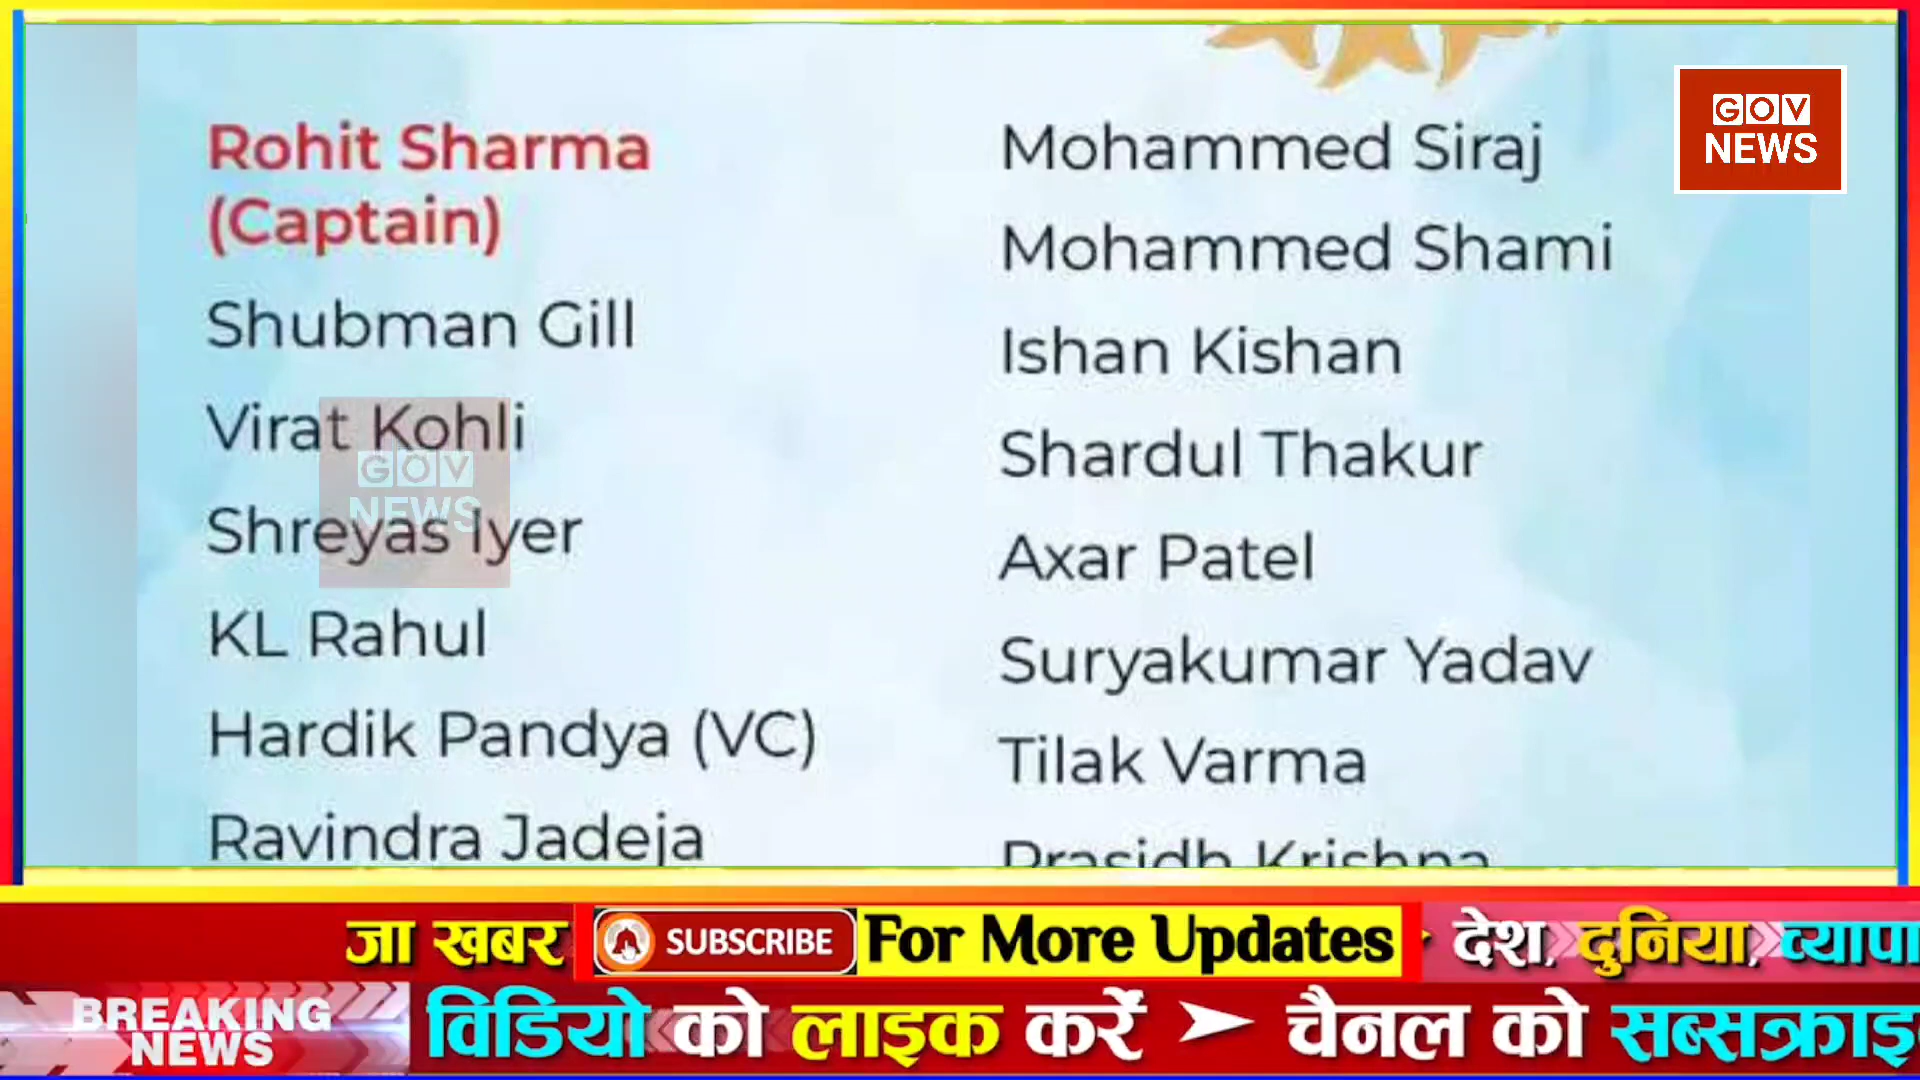 Rohit Sharma
(Captain)
Shubman Gill
Virat Kohli
Shreyas Iyer
KL Rahul
Hardik Pandya (VC)
Ravindra Jadeja
Mohammed Siraj
Mohammed Shami
Ishan Kishan
Shardul Thakur
Axar Patel
Suryakumar Yadav
Tilak Varma
Prasidh Krishna
GOV
NEWS
GOV
NEWS
जा खबर
SUBSCRIBE
For More Updates
देश, दुनिया, व्यापा
BREAKING
NEWS
विडियो को लाइक करें ➤ चैनल को सब्सक्राइ